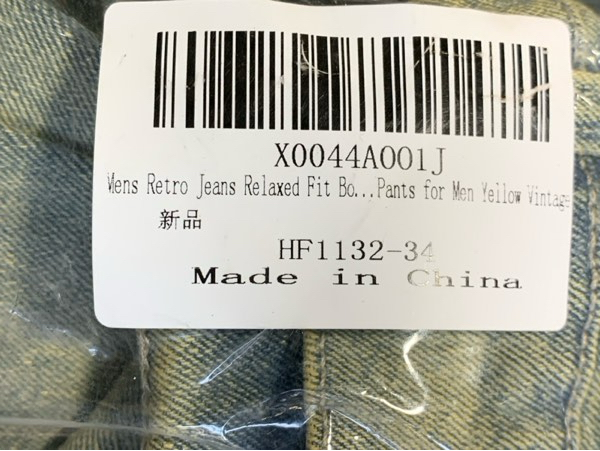 X0044A001J
Mens Retro Jeans Relaxed Fit Bo...Pants for Men Yellow Vintage
新品
HF1132-34
Made in China